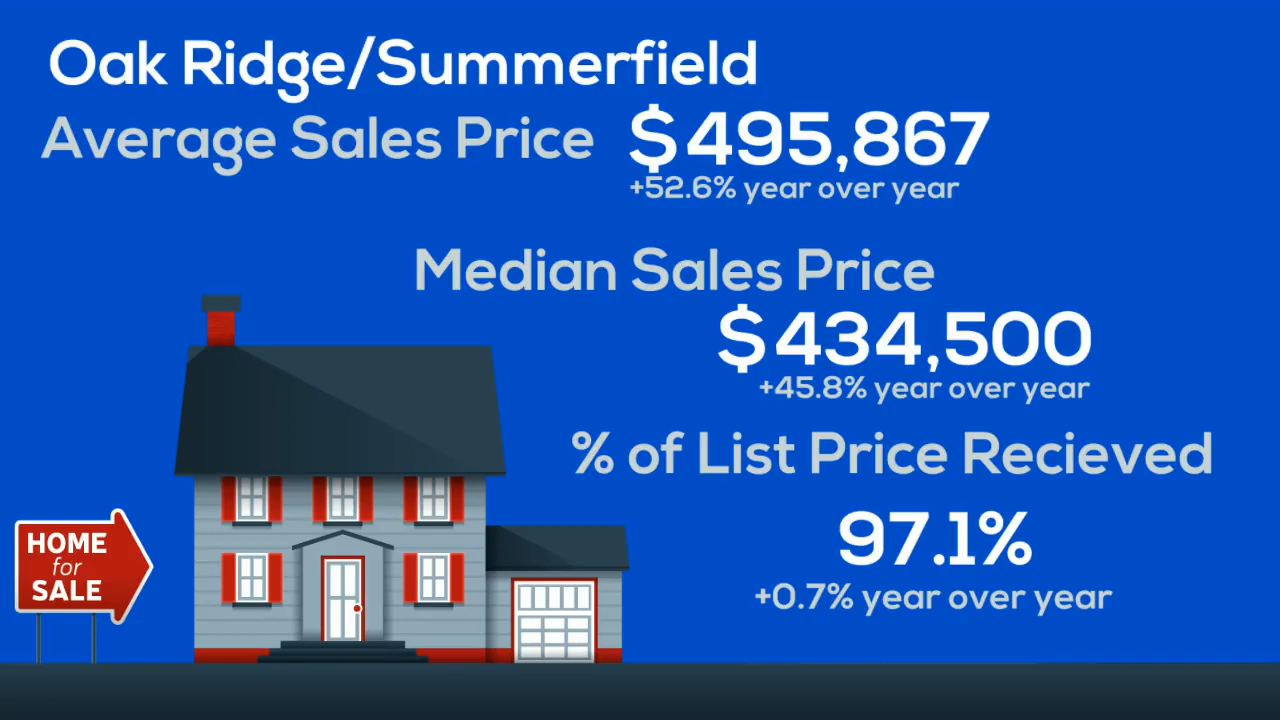 Oak Ridge/Summerfield
Average Sales Price $495,867
+52.6% year over year
Median Sales Price
$434,500
+45.8% year over year
% of List Price Recieved
97.1%
+0.7% year over year
HOME
for
SALE